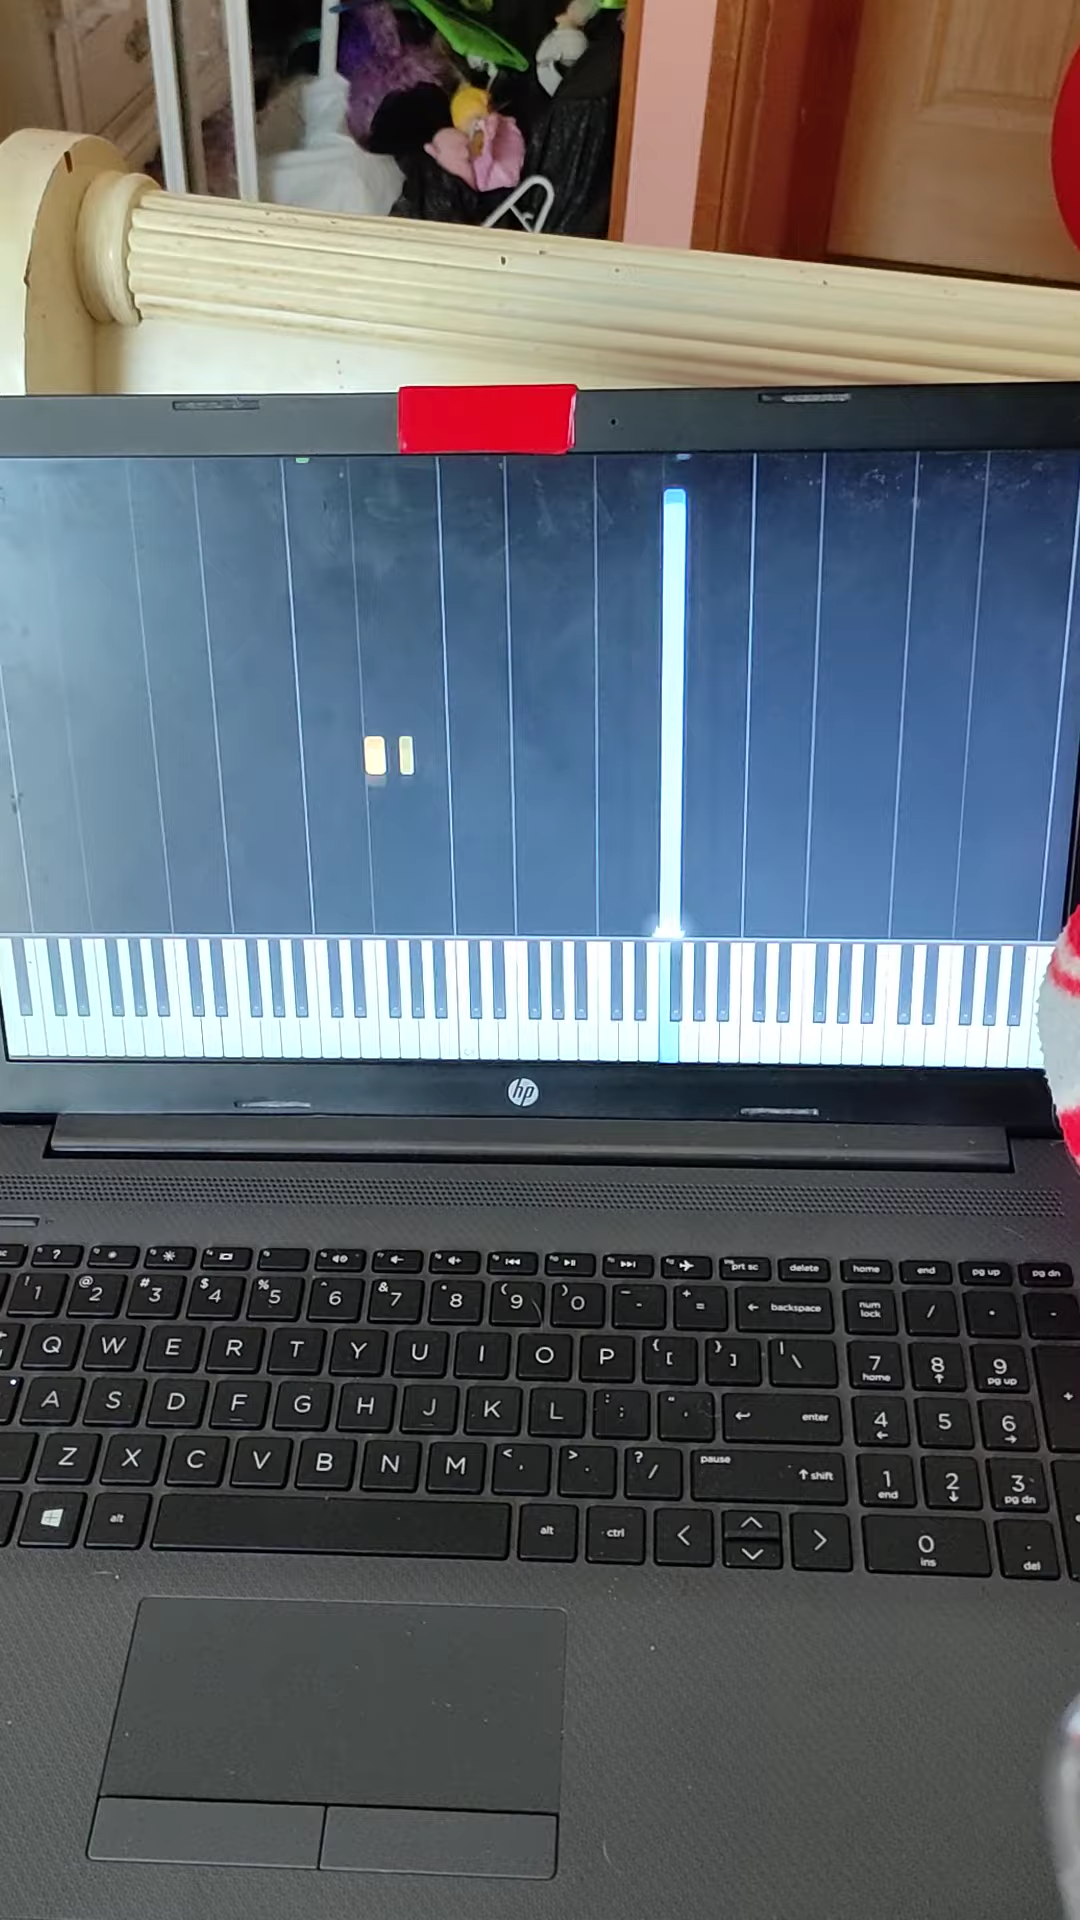 hp
?
prt sc delete home end pg up pg dn
! 1 @ 2 # 3 $ 4 % 5 ^ 6 & 7 * 8 ( 9 ) 0 _ - + = ← backspace num lock / * -
Q W E R T Y U I O P { [ } ] | \ 7 home 8 ↑ 9 pg up +
A S D F G H J K L : ; " ' ↵ enter 4 ← 5 6 →
Z X C V B N M < , > . ? / pause ↑ shift 1 end 2 ↓ 3 pg dn
alt alt ctrl 0 ins . del